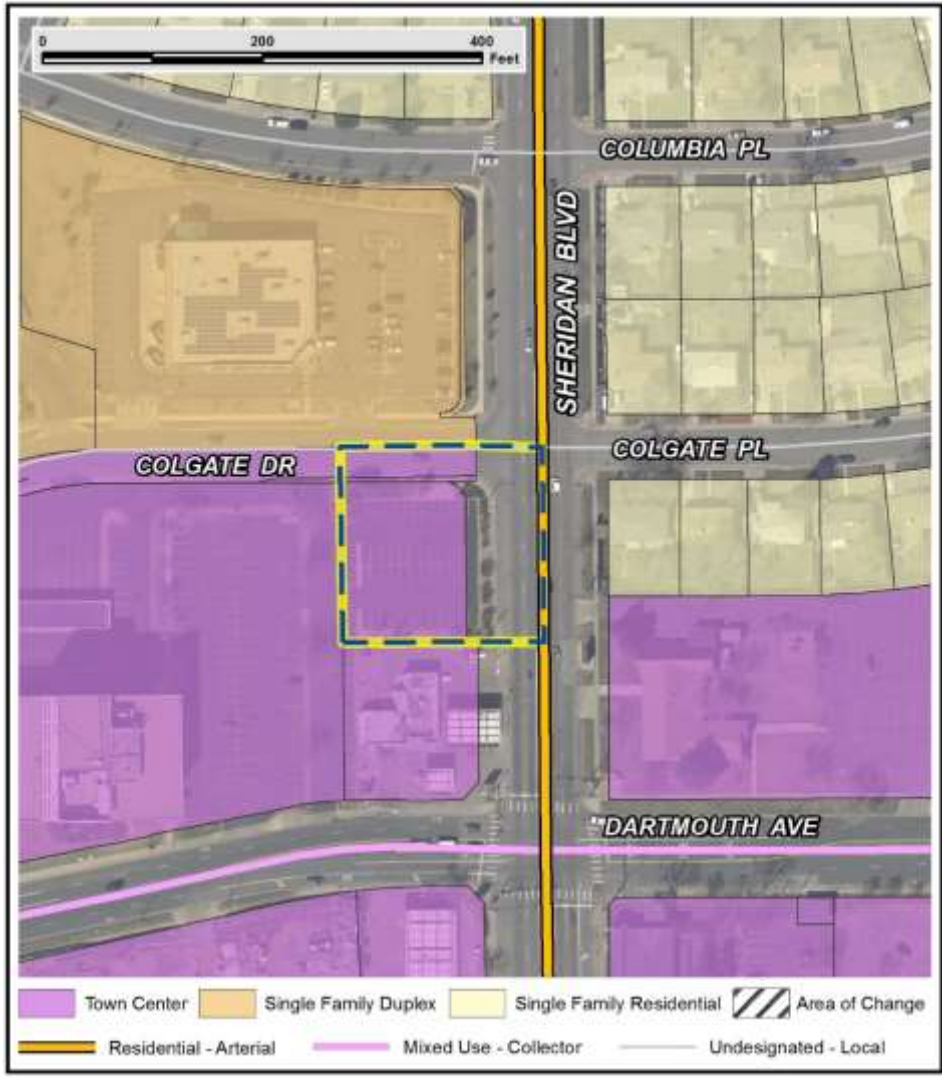 0 200 400
Feet
COLUMBIA PL
SHERIDAN BLVD
COLGATE DR
COLGATE PL
DARTMOUTH AVE
Town Center Single Family Duplex Single Family Residential Area of Change
Residential - Arterial Mixed Use - Collector Undesignated - Local